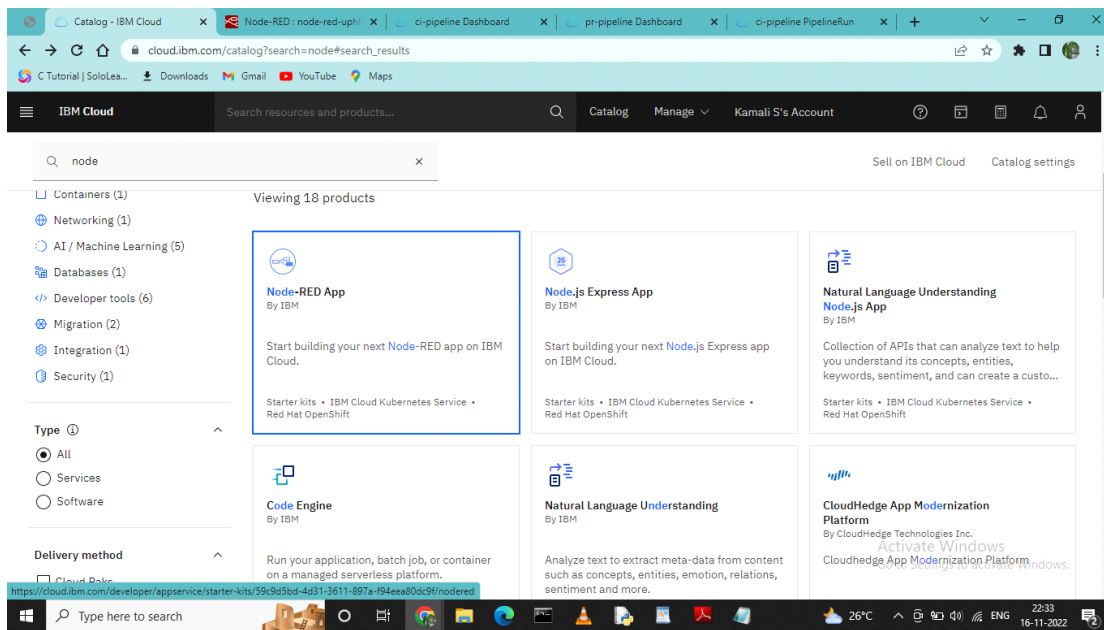 Catalog - IBM Cloud
Node-RED : node-red-uphl
ci-pipeline Dashboard
pr-pipeline Dashboard
ci-pipeline PipelineRun
cloud.ibm.com/catalog?search=node#search_results
C Tutorial | SoloLea...
Downloads
Gmail
YouTube
Maps
IBM Cloud
Search resources and products...
Catalog
Manage
Kamali S's Account
node
Sell on IBM Cloud
Catalog settings
Containers (1)
Networking (1)
AI / Machine Learning (5)
Databases (1)
Developer tools (6)
Migration (2)
Integration (1)
Security (1)
Type
All
Services
Software
Delivery method
Cloud Paks
Viewing 18 products
Node-RED App
By IBM
Start building your next Node-RED app on IBM
Cloud.
Starter kits • IBM Cloud Kubernetes Service •
Red Hat OpenShift
JS
Node.js Express App
By IBM
Start building your next Node.js Express app
on IBM Cloud.
Starter kits • IBM Cloud Kubernetes Service •
Red Hat OpenShift
Natural Language Understanding
Node.js App
By IBM
Collection of APIs that can analyze text to help
you understand its concepts, entities,
keywords, sentiment, and can create a custo...
Starter kits • IBM Cloud Kubernetes Service •
Red Hat OpenShift
Code Engine
By IBM
Run your application, batch job, or container
on a managed serverless platform.
Natural Language Understanding
By IBM
Analyze text to extract meta-data from content
such as concepts, entities, emotion, relations,
sentiment and more.
CloudHedge App Modernization
Platform
By CloudHedge Technologies Inc.
Cloudhedge App Modernization Platform
Activate Windows
Go to Settings to activate Windows.
https://cloud.ibm.com/developer/appservice/starter-kits/59c9d5bd-4d31-3611-897a-f94eea80dc9f/nodered
Type here to search
26°C
ENG
22:33
16-11-2022
2